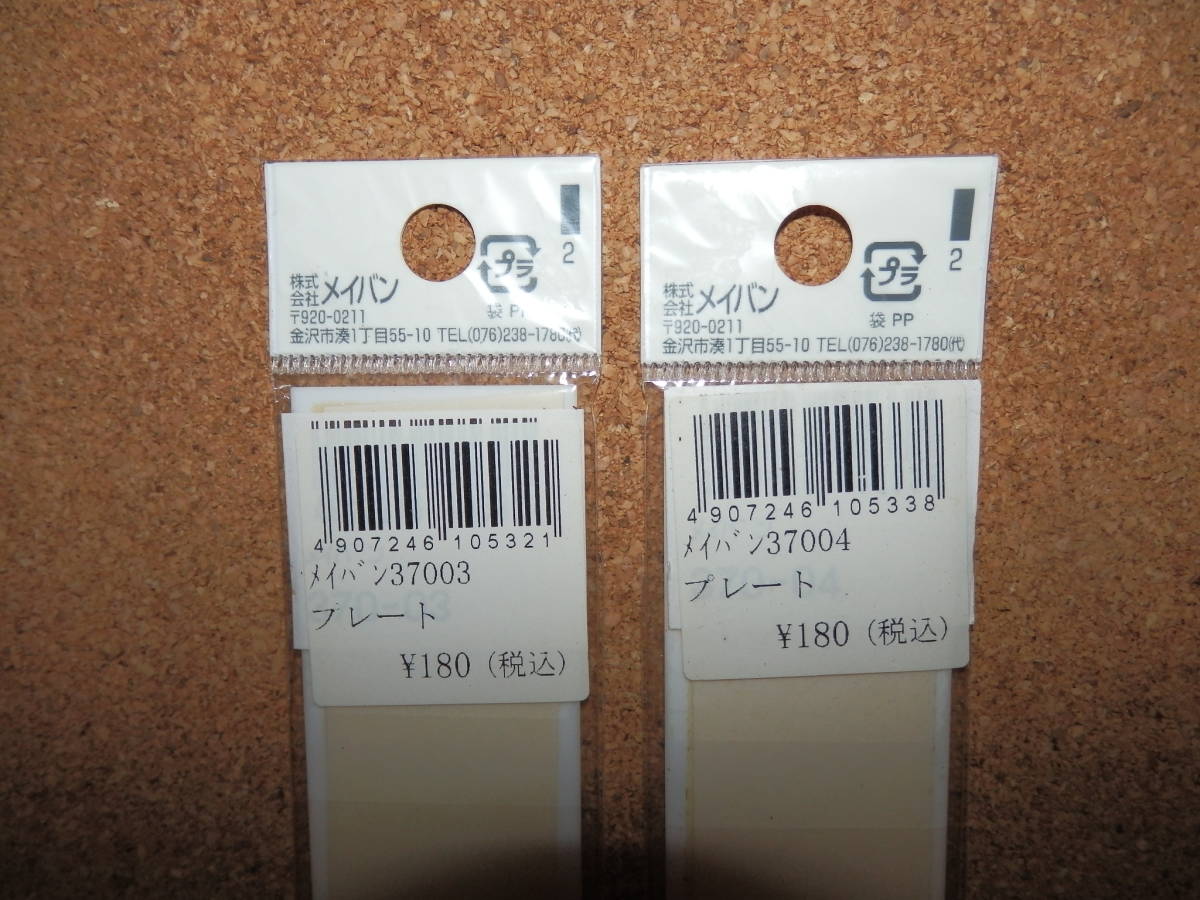 2
プラ
株式会社メイバン
袋 PP
〒920-0211
金沢市湊1丁目55-10 TEL(076)238-1780(代)
4 907246 105321
ﾒｲﾊﾞﾝ37003
プレート
¥180 (税込)
2
プラ
株式会社メイバン
袋 PP
〒920-0211
金沢市湊1丁目55-10 TEL(076)238-1780(代)
4 907246 105338
ﾒｲﾊﾞﾝ37004
プレート
¥180 (税込)